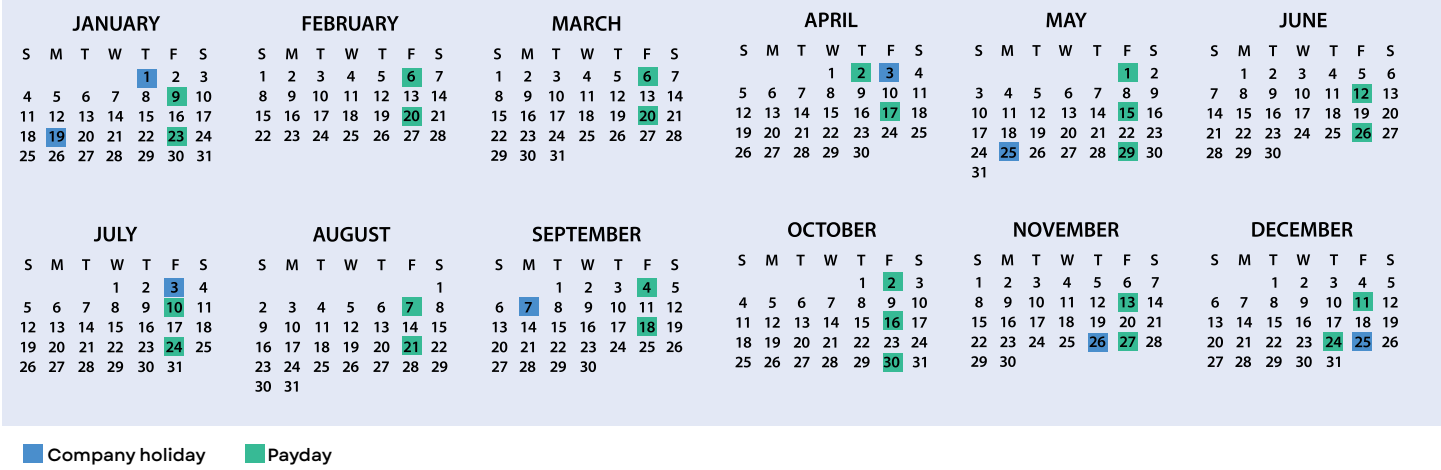 JANUARY
S M T W T F S
1 2 3
4 5 6 7 8 9 10
11 12 13 14 15 16 17
18 19 20 21 22 23 24
25 26 27 28 29 30 31
FEBRUARY
S M T W T F S
1 2 3 4 5 6 7
8 9 10 11 12 13 14
15 16 17 18 19 20 21
22 23 24 25 26 27 28
MARCH
S M T W T F S
1 2 3 4 5 6 7
8 9 10 11 12 13 14
15 16 17 18 19 20 21
22 23 24 25 26 27 28
29 30 31
APRIL
S M T W T F S
1 2 3 4
5 6 7 8 9 10 11
12 13 14 15 16 17 18
19 20 21 22 23 24 25
26 27 28 29 30
MAY
S M T W T F S
1 2
3 4 5 6 7 8 9
10 11 12 13 14 15 16
17 18 19 20 21 22 23
24 25 26 27 28 29 30
31
JUNE
S M T W T F S
1 2 3 4 5 6
7 8 9 10 11 12 13
14 15 16 17 18 19 20
21 22 23 24 25 26 27
28 29 30
JULY
S M T W T F S
1 2 3 4
5 6 7 8 9 10 11
12 13 14 15 16 17 18
19 20 21 22 23 24 25
26 27 28 29 30 31
AUGUST
S M T W T F S
1
2 3 4 5 6 7 8
9 10 11 12 13 14 15
16 17 18 19 20 21 22
23 24 25 26 27 28 29
30 31
SEPTEMBER
S M T W T F S
1 2 3 4 5
6 7 8 9 10 11 12
13 14 15 16 17 18 19
20 21 22 23 24 25 26
27 28 29 30
OCTOBER
S M T W T F S
1 2 3
4 5 6 7 8 9 10
11 12 13 14 15 16 17
18 19 20 21 22 23 24
25 26 27 28 29 30 31
NOVEMBER
S M T W T F S
1 2 3 4 5 6 7
8 9 10 11 12 13 14
15 16 17 18 19 20 21
22 23 24 25 26 27 28
29 30
DECEMBER
S M T W T F S
1 2 3 4 5
6 7 8 9 10 11 12
13 14 15 16 17 18 19
20 21 22 23 24 25 26
27 28 29 30 31
Company holiday
Payday